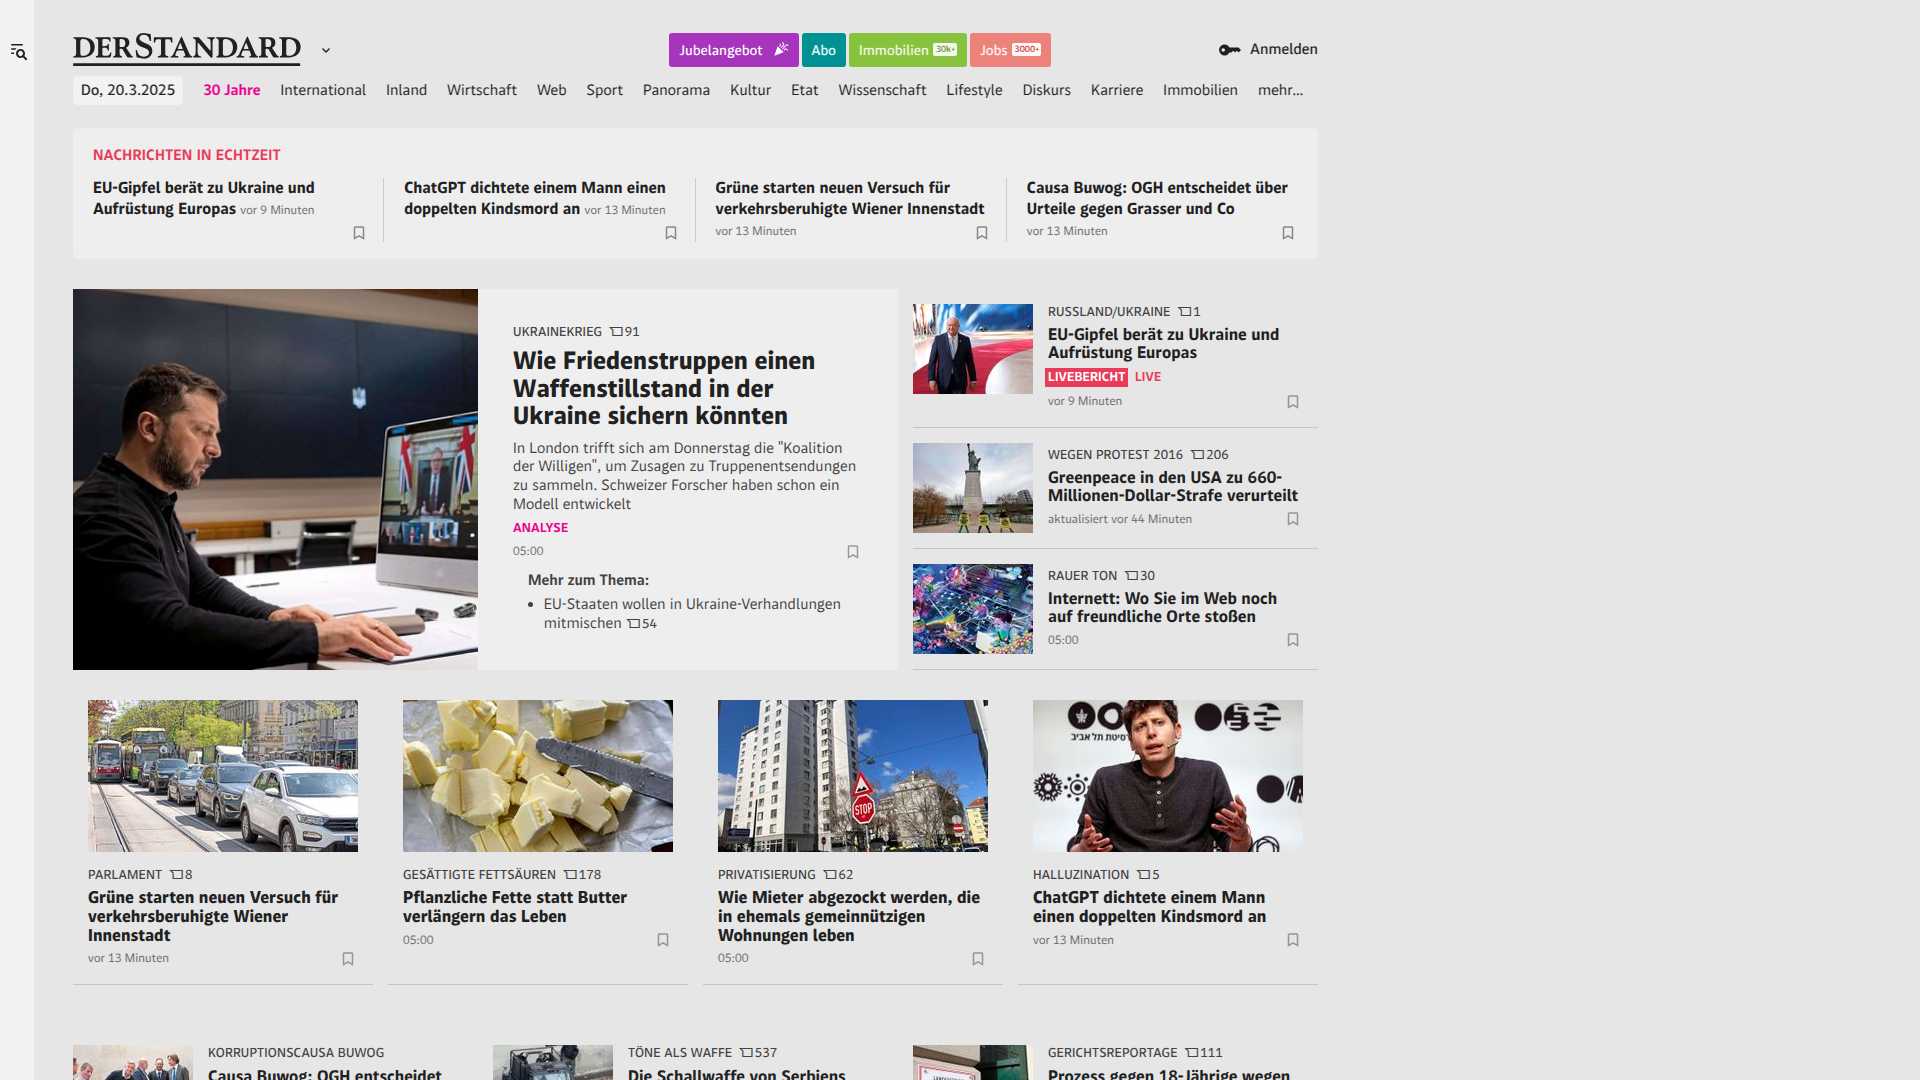 DERSTANDARD
Jubelangebot
Abo
Immobilien 30k+
Jobs 3000+
Anmelden
Do, 20.3.2025
30 Jahre
International
Inland
Wirtschaft
Web
Sport
Panorama
Kultur
Etat
Wissenschaft
Lifestyle
Diskurs
Karriere
Immobilien
mehr...
NACHRICHTEN IN ECHTZEIT
EU-Gipfel berät zu Ukraine und
Aufrüstung Europas vor 9 Minuten
ChatGPT dichtete einem Mann einen
doppelten Kindsmord an vor 13 Minuten
Grüne starten neuen Versuch für
verkehrsberuhigte Wiener Innenstadt
vor 13 Minuten
Causa Buwog: OGH entscheidet über
Urteile gegen Grasser und Co
vor 13 Minuten
UKRAINEKRIEG 91
Wie Friedenstruppen einen
Waffenstillstand in der
Ukraine sichern könnten
In London trifft sich am Donnerstag die "Koalition
der Willigen", um Zusagen zu Truppenentsendungen
zu sammeln. Schweizer Forscher haben schon ein
Modell entwickelt
ANALYSE
05:00
Mehr zum Thema:
• EU-Staaten wollen in Ukraine-Verhandlungen
mitmischen 54
RUSSLAND/UKRAINE 1
EU-Gipfel berät zu Ukraine und
Aufrüstung Europas
LIVEBERICHT LIVE
vor 9 Minuten
WEGEN PROTEST 2016 206
Greenpeace in den USA zu 660-
Millionen-Dollar-Strafe verurteilt
aktualisiert vor 44 Minuten
RAUER TON 30
Internett: Wo Sie im Web noch
auf freundliche Orte stoßen
05:00
PARLAMENT 8
Grüne starten neuen Versuch für
verkehrsberuhigte Wiener
Innenstadt
vor 13 Minuten
GESÄTTIGTE FETTSÄUREN 178
Pflanzliche Fette statt Butter
verlängern das Leben
05:00
STOP
PRIVATISIERUNG 62
Wie Mieter abgezockt werden, die
in ehemals gemeinnützigen
Wohnungen leben
05:00
HALLUZINATION 5
ChatGPT dichtete einem Mann
einen doppelten Kindsmord an
vor 13 Minuten
KORRUPTIONSCAUSA BUWOG
Causa Buwog: OGH entscheidet
TÖNE ALS WAFFE 537
Die Schallwaffe von Serbiens
GERICHTSREPORTAGE 111
Prozess gegen 18-Jährige wegen